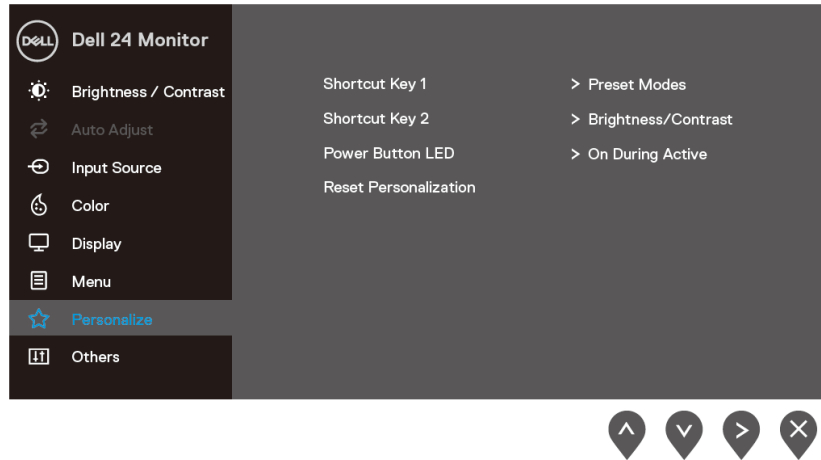 DELL Dell 24 Monitor
Brightness / Contrast
Auto Adjust
Input Source
Color
Display
Menu
Personalize
Others
Shortcut Key 1 > Preset Modes
Shortcut Key 2 > Brightness/Contrast
Power Button LED > On During Active
Reset Personalization